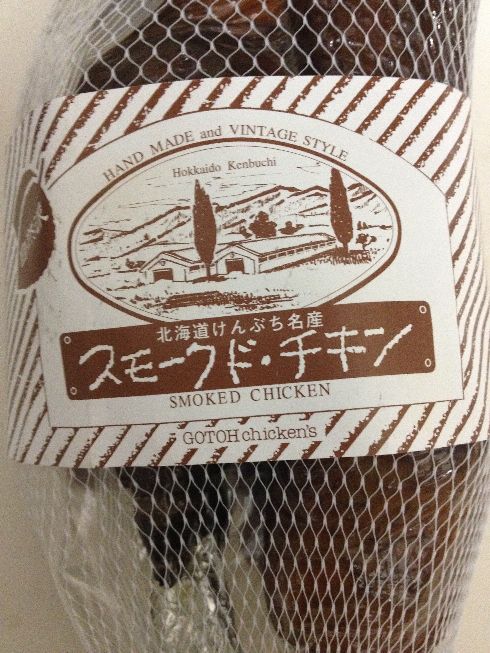 HAND MADE and VINTAGE STYLE
Hokkaido Kenbuchi
北海道けんぶち名産
スモークド・チキン
SMOKED CHICKEN
GOTOH chicken's